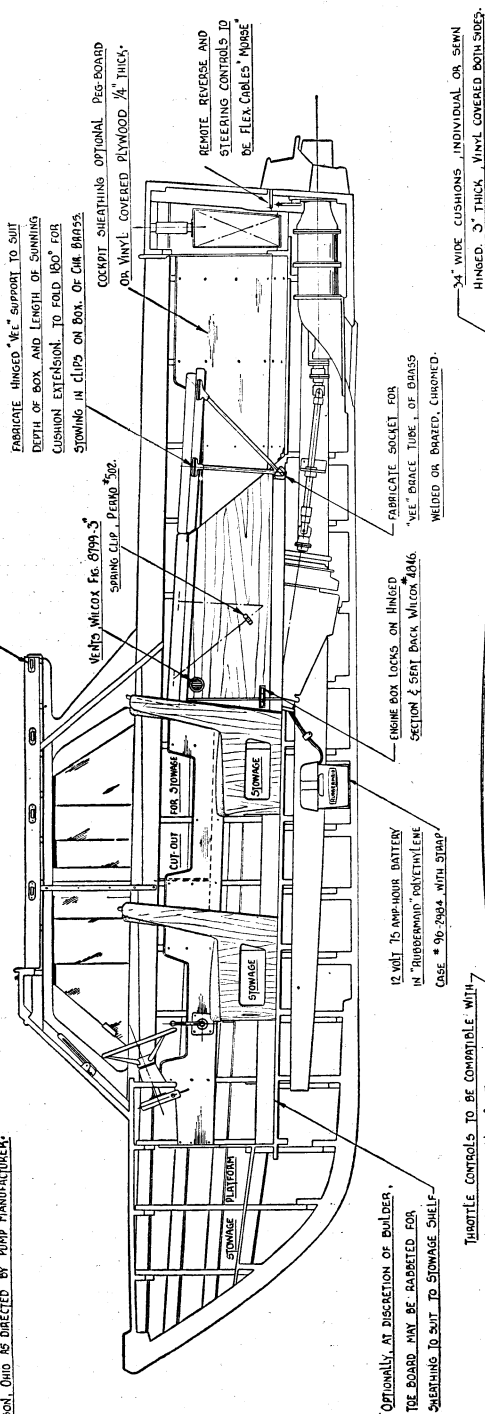 ON, OHIO AS DIRECTED BY PUMP MANUFACTURER.
FABRICATE HINGED "VEE" SUPPORT TO SUIT
DEPTH OF BOX AND LENGTH OF SUNNING
CUSHION EXTENSION. TO FOLD 180° FOR
STOWING IN CLIPS ON BOX. OF CHR. BRASS.
COCKPIT SHEATHING OPTIONAL PEG-BOARD
OR VINYL COVERED PLYWOOD 1/4" THICK.
REMOTE REVERSE AND
STEERING CONTROLS TO
BE FLEX-CABLES "MORSE"
VENTS, WILCOX FIG. 8799-3"
SPRING CLIP, PERKO #502.
CUT-OUT FOR STOWAGE
STOWAGE
STOWAGE
STOWAGE PLATFORM
RUBBERMAID
OPTIONALLY, AT DISCRETION OF BUILDER,
TOE BOARD MAY BE RABBETED FOR
SHEATHING TO SUIT TO STOWAGE SHELF
12 VOLT 75 AMP-HOUR BATTERY
IN "RUBBERMAID" POLYETHYLENE
CASE # 96-2984 WITH STRAP
ENGINE BOX LOCKS ON HINGED
SECTION & SEAT BACK WILCOX # 4846.
FABRICATE SOCKET FOR
"VEE" BRACE TUBE, OF BRASS
WELDED OR BRAZED, CHROMED.
34" WIDE CUSHIONS, INDIVIDUAL OR SEWN
HINGED. 3" THICK, VINYL COVERED BOTH SIDES.
THROTTLE CONTROLS TO BE COMPATIBLE WITH